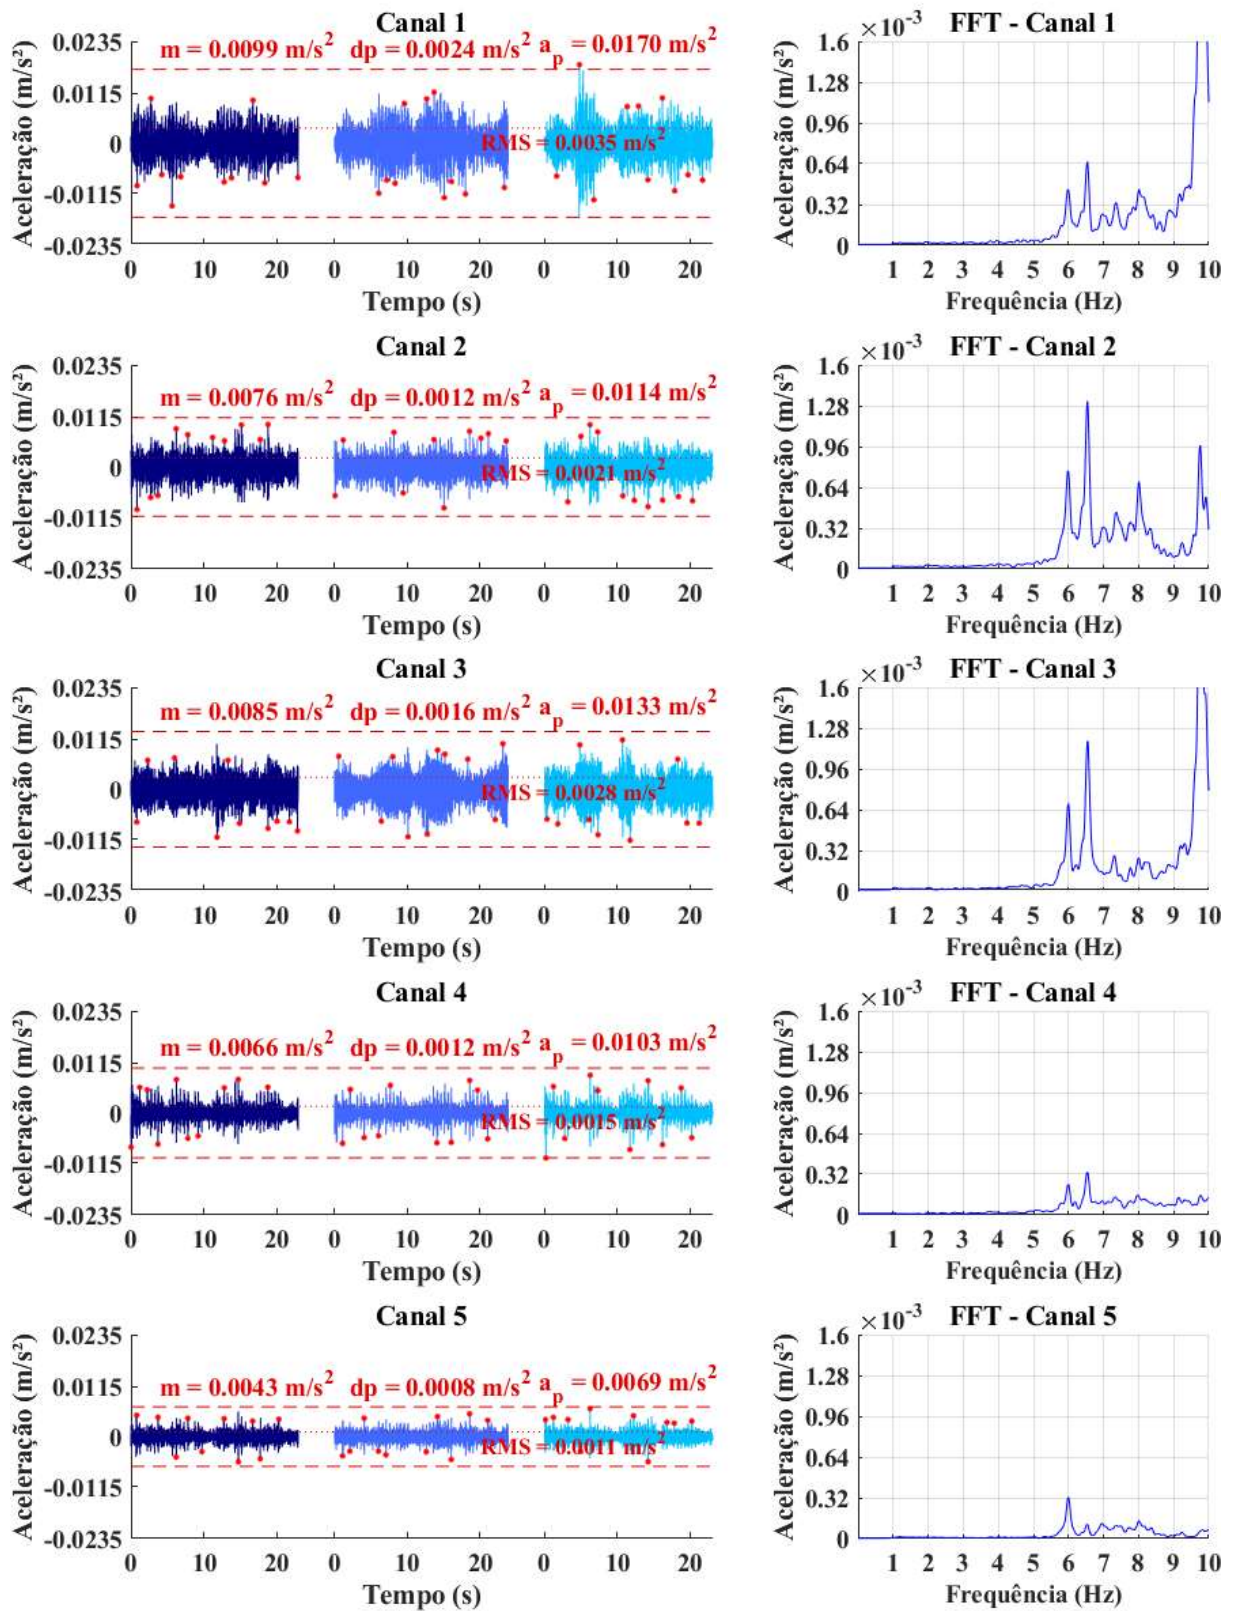 Canal 1
m = 0.0099 m/s² dp = 0.0024 m/s² aₚ = 0.0170 m/s²
RMS = 0.0035 m/s²
Aceleração (m/s²)
0.0235
0.0115
0
-0.0115
-0.0235
0 10 20 0 10 20 0 10 20
Tempo (s)
×10⁻³ FFT - Canal 1
Aceleração (m/s²)
1.6
1.28
0.96
0.64
0.32
0
1 2 3 4 5 6 7 8 9 10
Frequência (Hz)
Canal 2
m = 0.0076 m/s² dp = 0.0012 m/s² aₚ = 0.0114 m/s²
RMS = 0.0021 m/s²
Aceleração (m/s²)
0.0235
0.0115
0
-0.0115
-0.0235
0 10 20 0 10 20 0 10 20
Tempo (s)
×10⁻³ FFT - Canal 2
Aceleração (m/s²)
1.6
1.28
0.96
0.64
0.32
0
1 2 3 4 5 6 7 8 9 10
Frequência (Hz)
Canal 3
m = 0.0085 m/s² dp = 0.0016 m/s² aₚ = 0.0133 m/s²
RMS = 0.0028 m/s²
Aceleração (m/s²)
0.0235
0.0115
0
-0.0115
-0.0235
0 10 20 0 10 20 0 10 20
Tempo (s)
×10⁻³ FFT - Canal 3
Aceleração (m/s²)
1.6
1.28
0.96
0.64
0.32
0
1 2 3 4 5 6 7 8 9 10
Frequência (Hz)
Canal 4
m = 0.0066 m/s² dp = 0.0012 m/s² aₚ = 0.0103 m/s²
RMS = 0.0015 m/s²
Aceleração (m/s²)
0.0235
0.0115
0
-0.0115
-0.0235
0 10 20 0 10 20 0 10 20
Tempo (s)
×10⁻³ FFT - Canal 4
Aceleração (m/s²)
1.6
1.28
0.96
0.64
0.32
0
1 2 3 4 5 6 7 8 9 10
Frequência (Hz)
Canal 5
m = 0.0043 m/s² dp = 0.0008 m/s² aₚ = 0.0069 m/s²
RMS = 0.0011 m/s²
Aceleração (m/s²)
0.0235
0.0115
0
-0.0115
-0.0235
0 10 20 0 10 20 0 10 20
Tempo (s)
×10⁻³ FFT - Canal 5
Aceleração (m/s²)
1.6
1.28
0.96
0.64
0.32
0
1 2 3 4 5 6 7 8 9 10
Frequência (Hz)